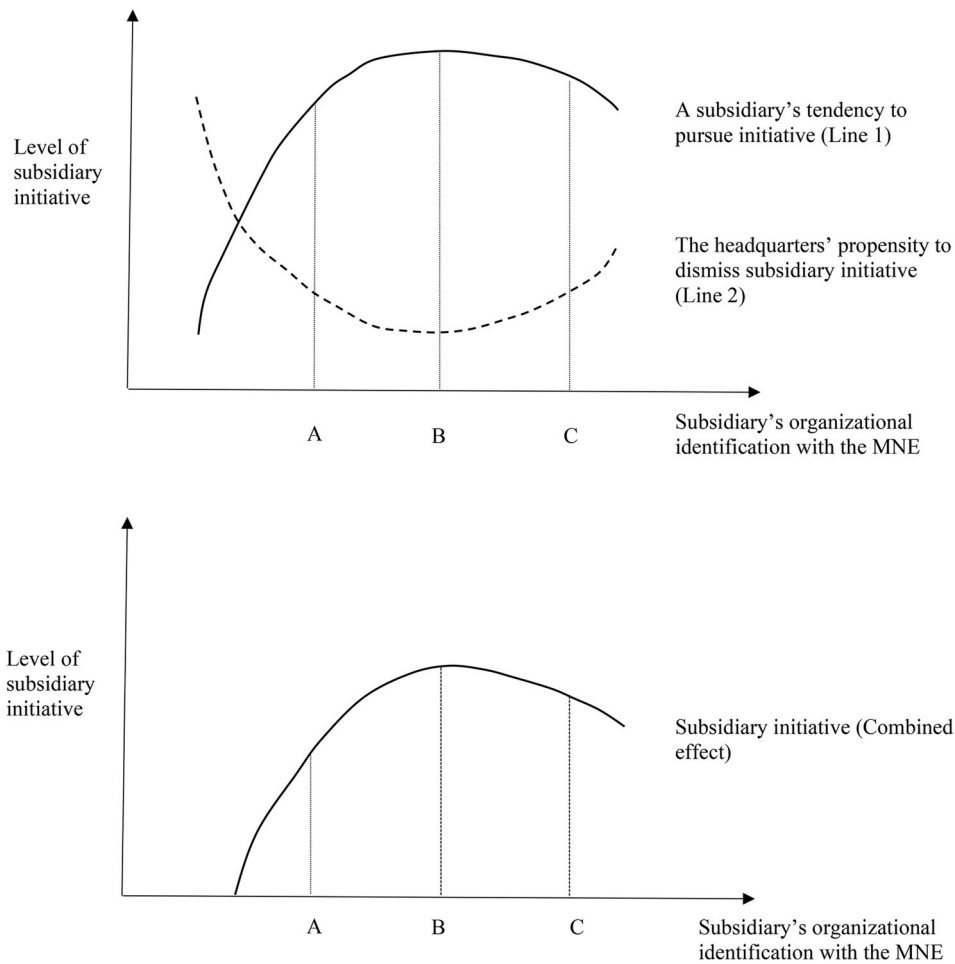 Level of
subsidiary
initiative
A subsidiary’s tendency to
pursue initiative (Line 1)
The headquarters’ propensity to
dismiss subsidiary initiative
(Line 2)
A
B
C
Subsidiary’s organizational
identification with the MNE
Level of
subsidiary
initiative
Subsidiary initiative (Combined
effect)
A
B
C
Subsidiary’s organizational
identification with the MNE